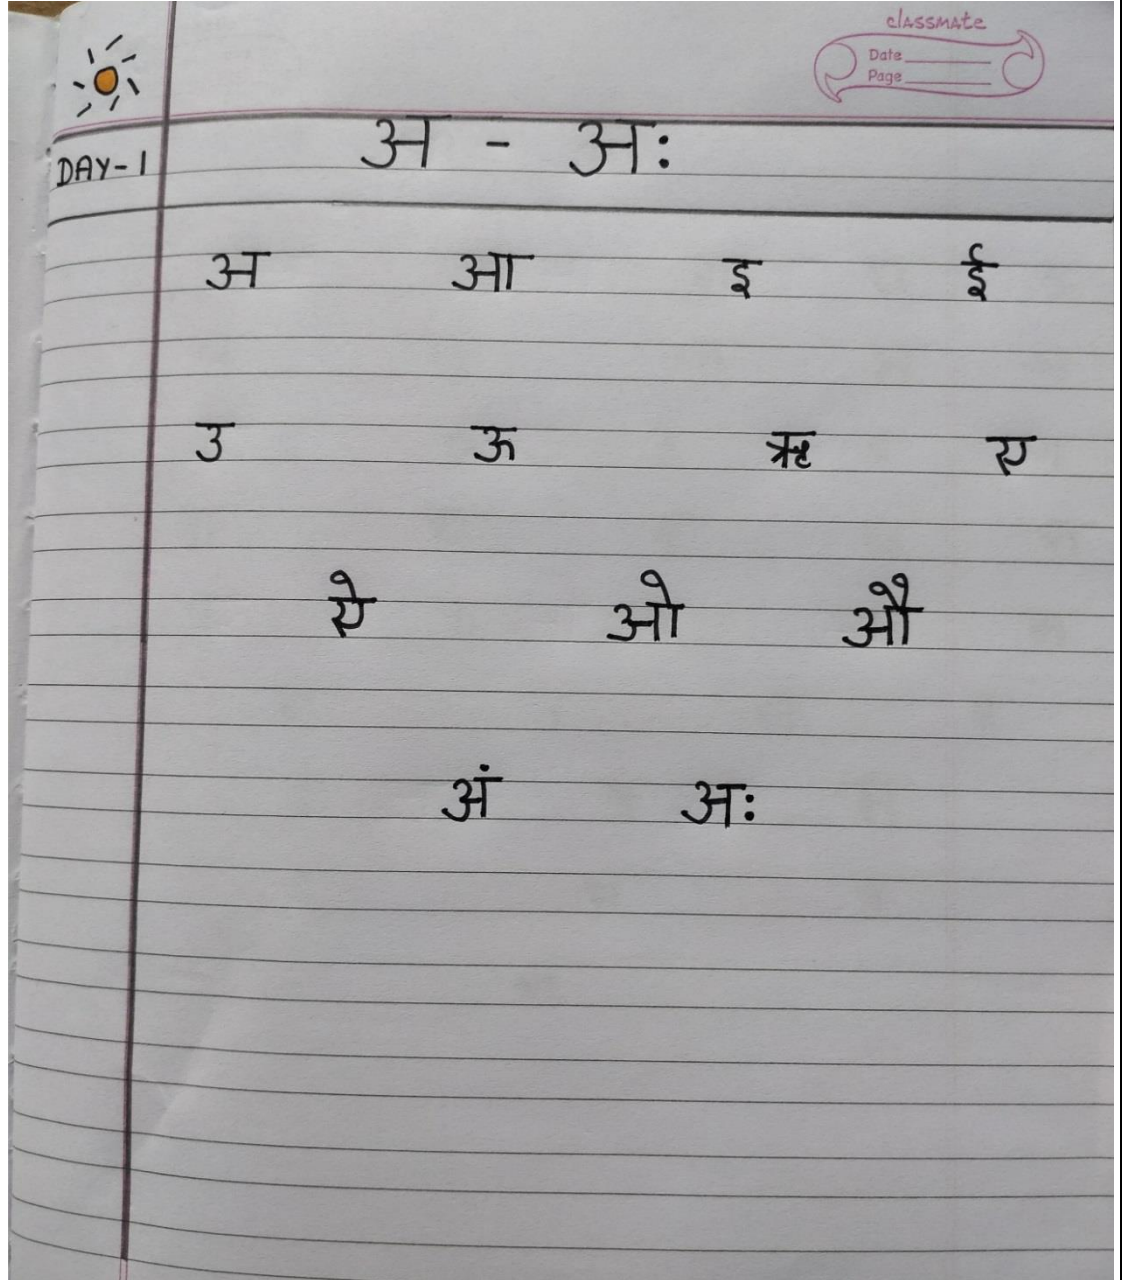 classmate
Date
Page
DAY-1 अ - अः
अ आ इ ई
उ ऊ ऋ ए
ऐ ओ औ
अं अः